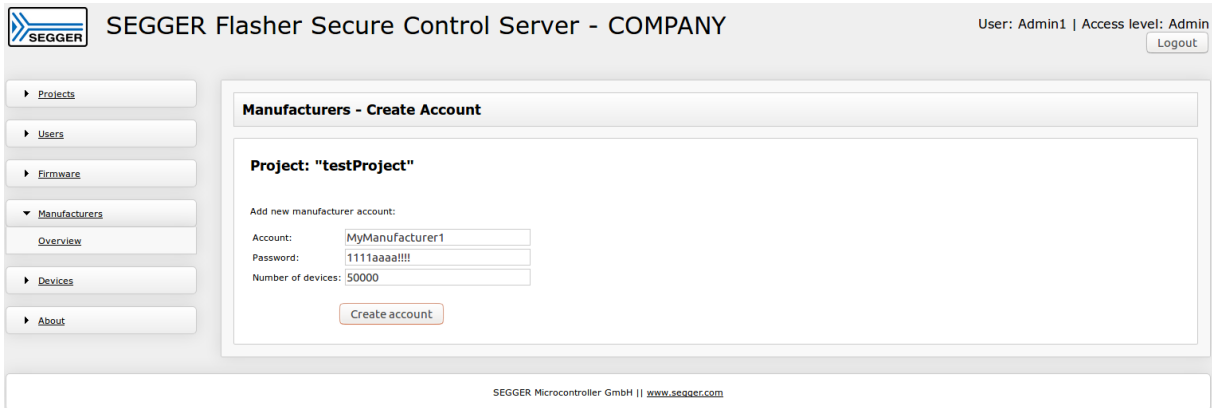 SEGGER
SEGGER Flasher Secure Control Server - COMPANY
User: Admin1 | Access level: Admin
Logout
Projects
Users
Firmware
Manufacturers
Overview
Devices
About
Manufacturers - Create Account
Project: "testProject"
Add new manufacturer account:
Account: MyManufacturer1
Password: 1111aaaa!!!!
Number of devices: 50000
Create account
SEGGER Microcontroller GmbH || www.segger.com